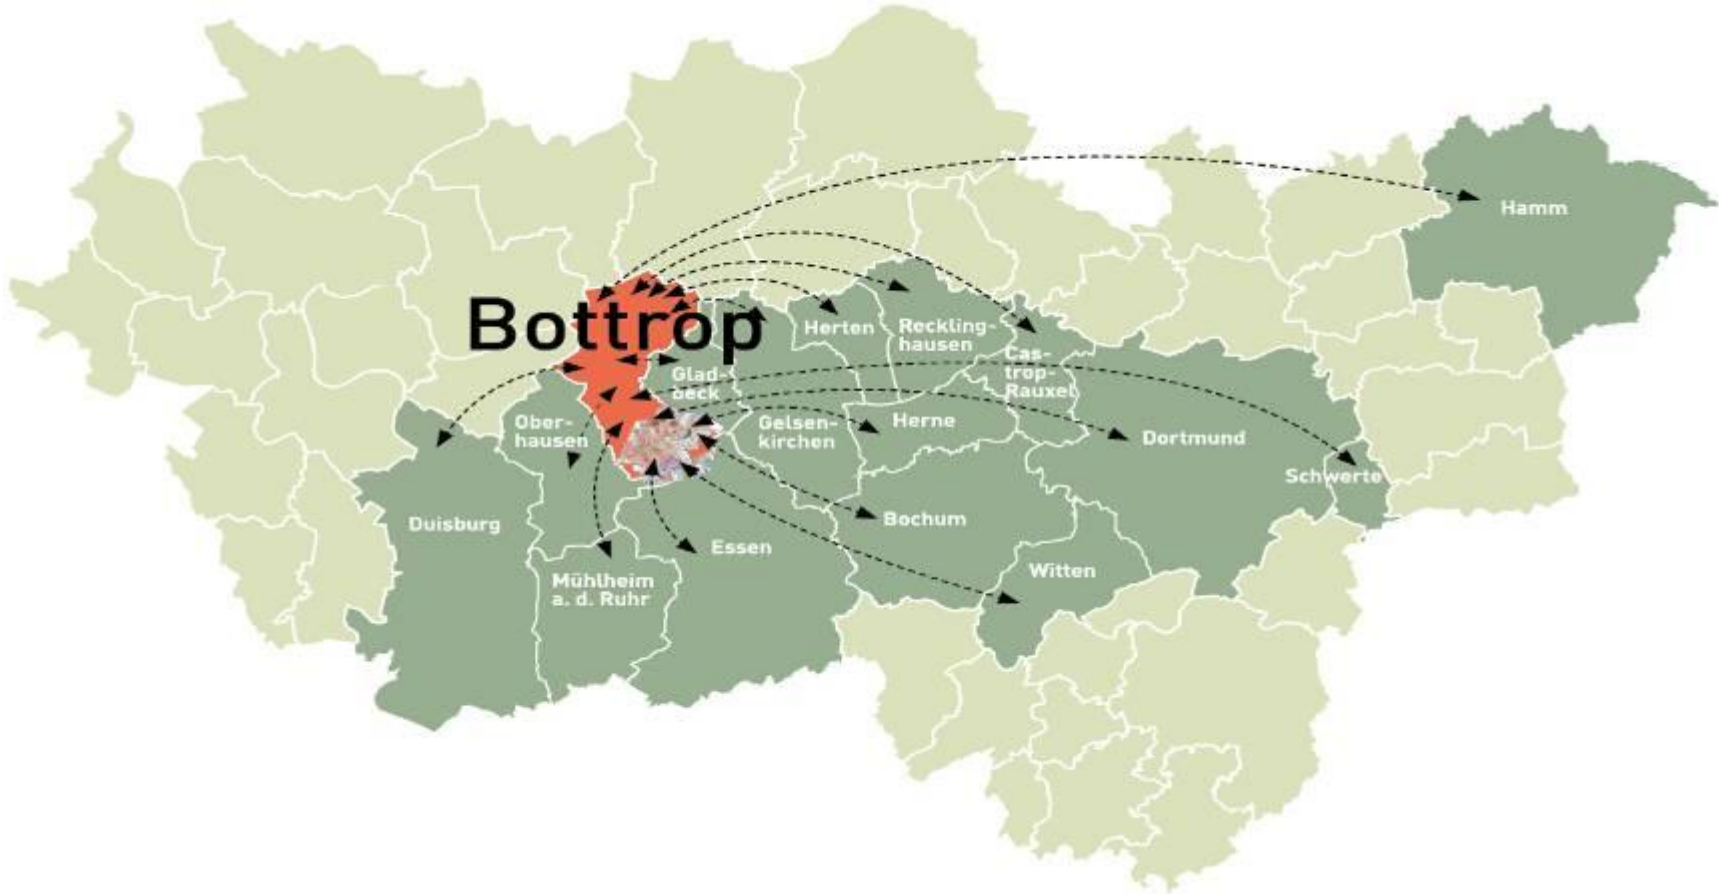 Hamm
Bottrop
Herten
Reckling-
hausen
Cas-
trop-
Rauxel
Glad-
beck
Ober-
hausen
Gelsen-
kirchen
Herne
Dortmund
Schwerte
Duisburg
Bochum
Essen
Witten
Mühlheim
a. d. Ruhr